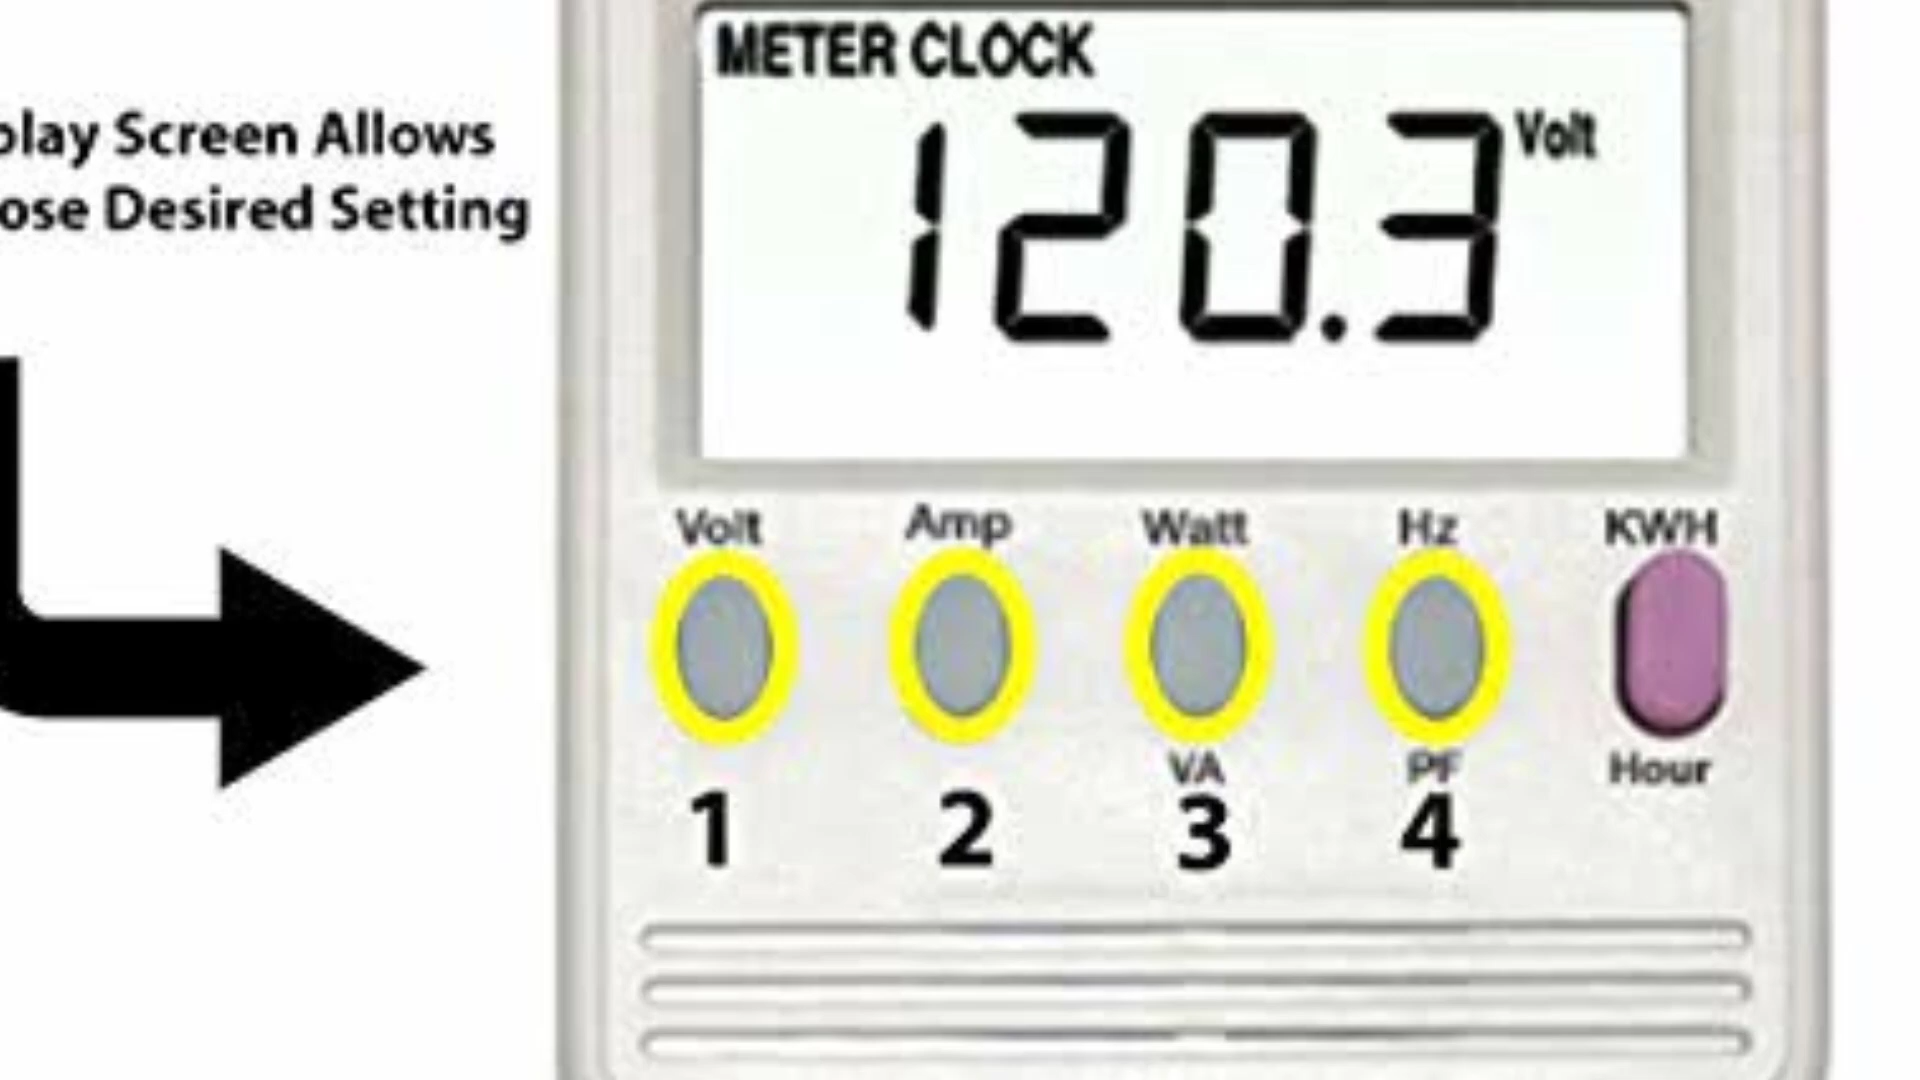 METER CLOCK
120.3 Volt
play Screen Allows
ose Desired Setting
Volt Amp Watt Hz KWH
VA PF Hour
1 2 3 4